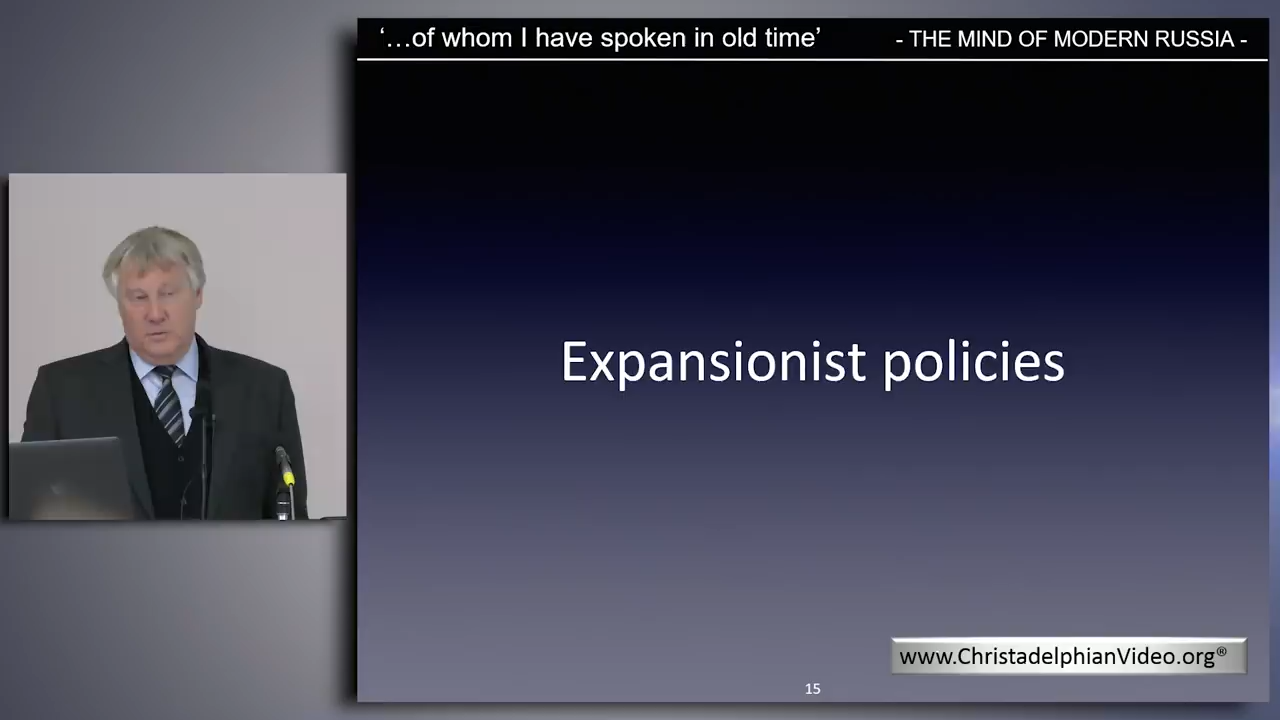 ‘…of whom I have spoken in old time’
- THE MIND OF MODERN RUSSIA -
Expansionist policies
www.ChristadelphianVideo.org®
15